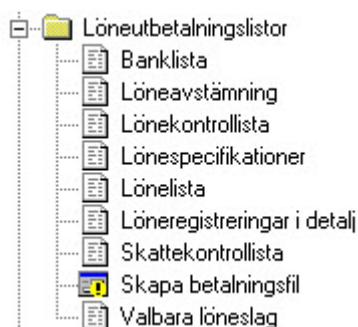 Löneutbetalningslistor
Banklista
Löneavstämning
Lönekontrollista
Lönespecifikationer
Lönelista
Löneregistreringar i detalj
Skattekontrollista
Skapa betalningsfil
Valbara löneslag